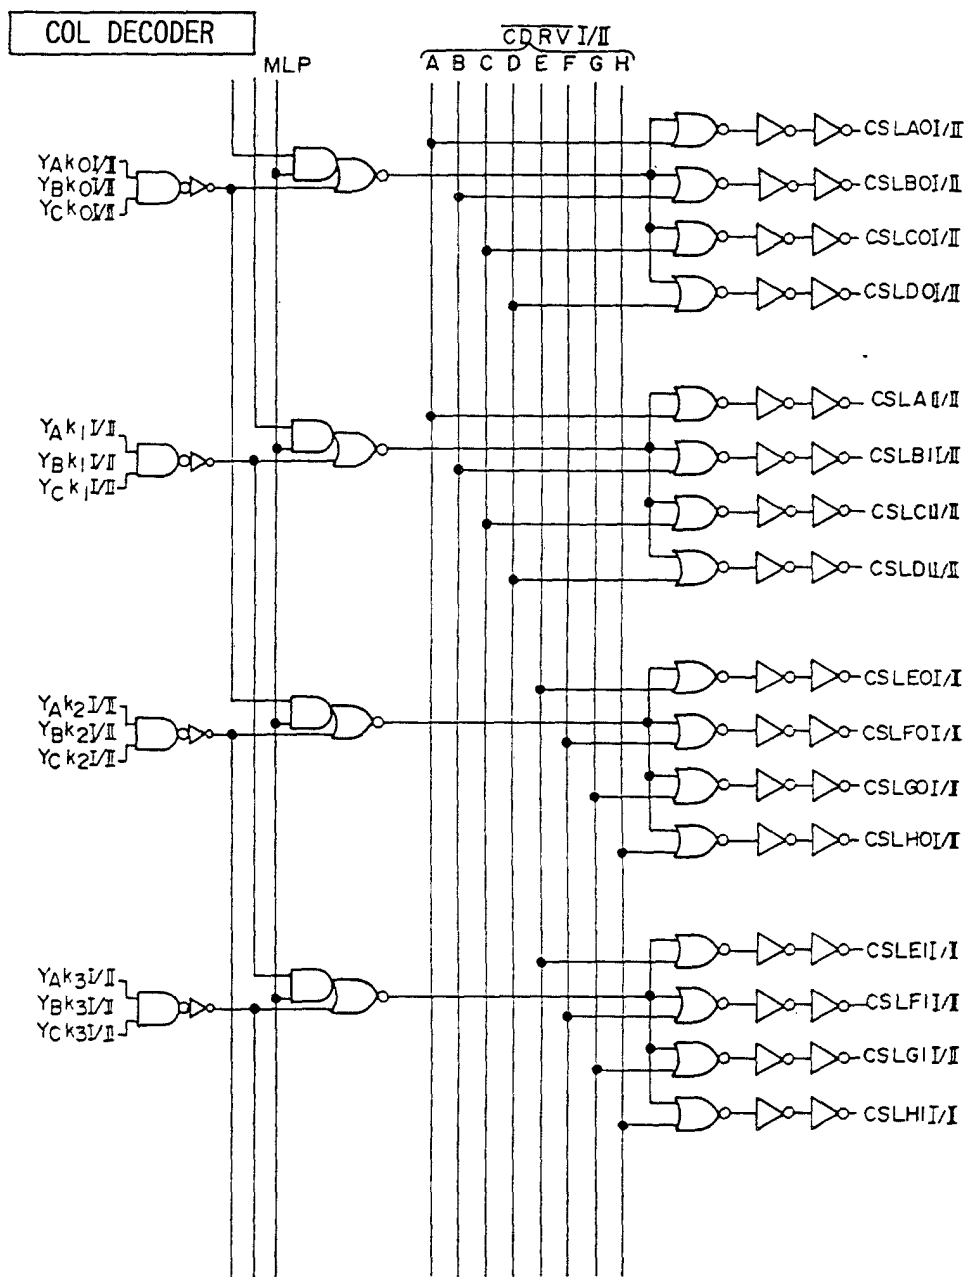 COL DECODER
CDRV I/II
MLP
A B C D E F G H
YAk0I/II
YBk0I/II
YCk0I/II
CSLA0I/II
CSLB0I/II
CSLC0I/II
CSLD0I/II
YAk1I/II
YBk1I/II
YCk1I/II
CSLA1I/II
CSLB1I/II
CSLC1I/II
CSLD1I/II
YAk2I/II
YBk2I/II
YCk2I/II
CSLE0I/II
CSLF0I/II
CSLG0I/II
CSLH0I/II
YAk3I/II
YBk3I/II
YCk3I/II
CSLE1I/II
CSLF1I/II
CSLG1I/II
CSLH1I/II